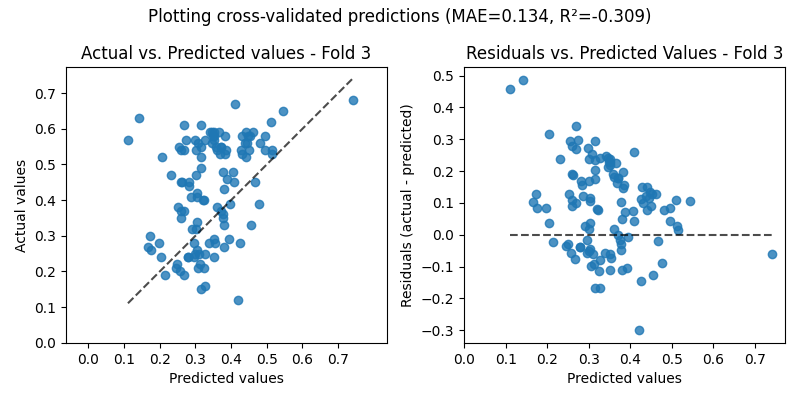 Plotting cross-validated predictions (MAE=0.134, R²=-0.309)
Actual vs. Predicted values - Fold 3
Actual values
0.7
0.6
0.5
0.4
0.3
0.2
0.1
0.0
0.0 0.1 0.2 0.3 0.4 0.5 0.6 0.7
Predicted values
Residuals vs. Predicted Values - Fold 3
Residuals (actual - predicted)
0.5
0.4
0.3
0.2
0.1
0.0
−0.1
−0.2
−0.3
0.0 0.1 0.2 0.3 0.4 0.5 0.6 0.7
Predicted values